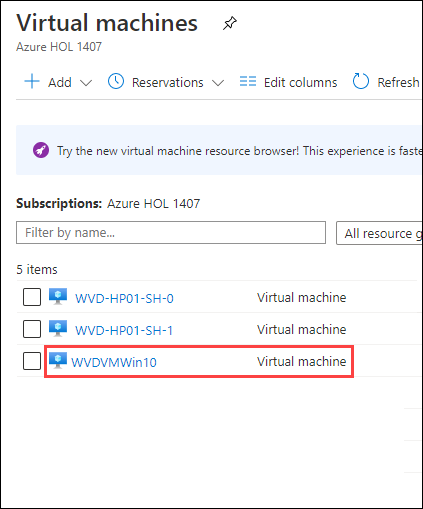 Virtual machines
Azure HOL 1407
Add Reservations Edit columns Refresh
Try the new virtual machine resource browser! This experience is faste
Subscriptions: Azure HOL 1407
Filter by name... All resource g
5 items
WVD-HP01-SH-0 Virtual machine
WVD-HP01-SH-1 Virtual machine
WVDVMWin10 Virtual machine